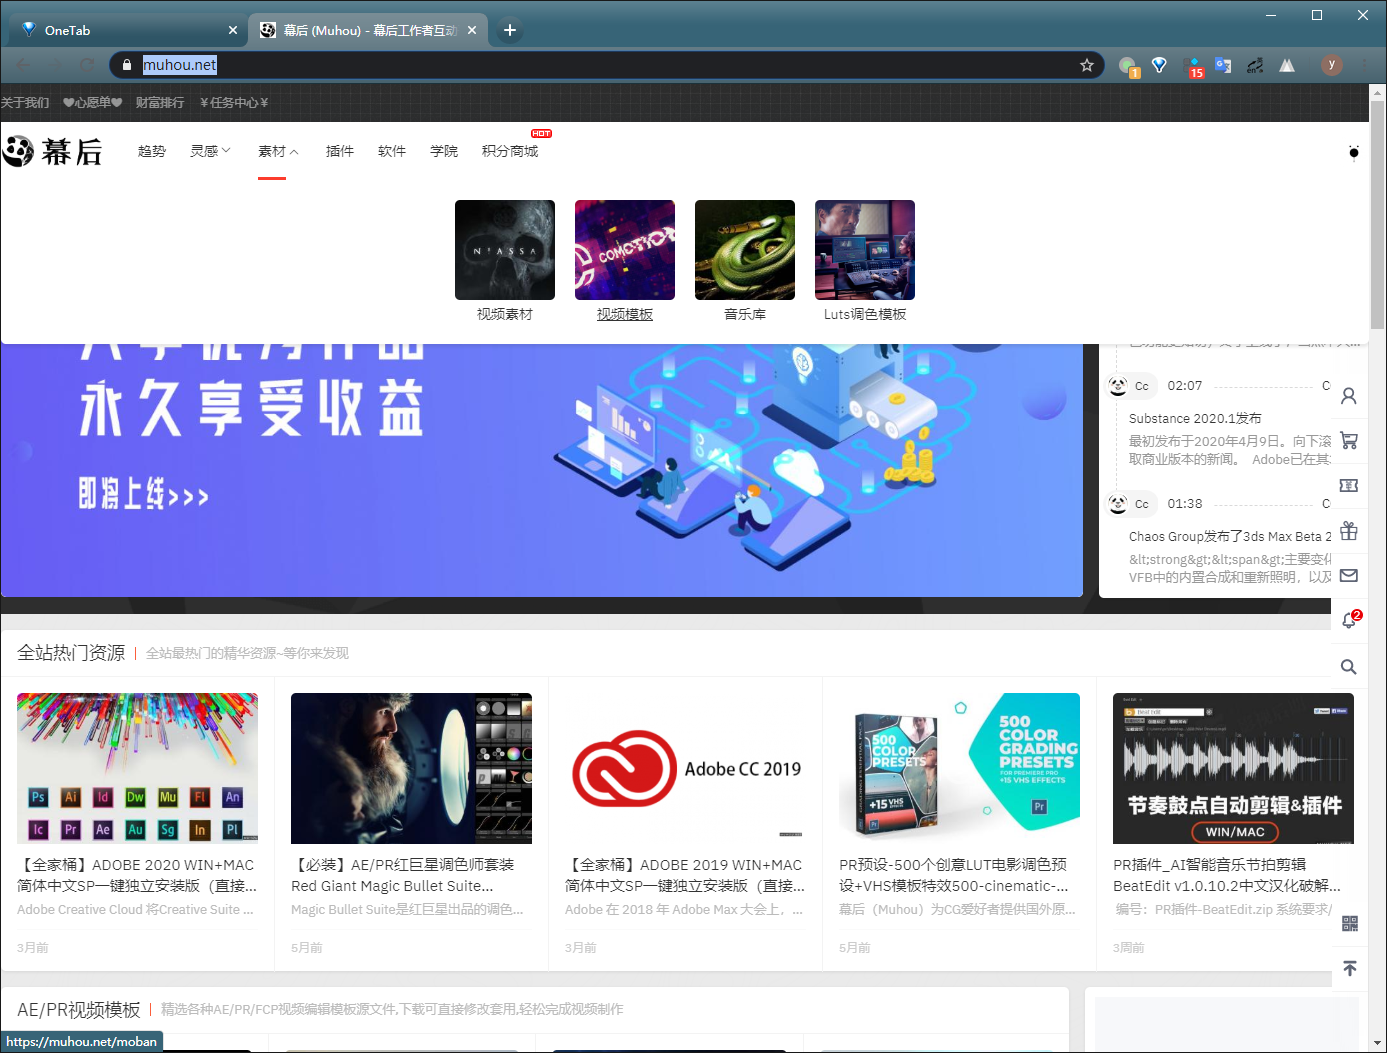 OneTab
幕后 (Muhou) - 幕后工作者互动
muhou.net
1
15
y
关于我们 ♥心愿单♥ 财富排行 ¥任务中心¥
幕后
趋势 灵感 素材 插件 软件 学院 积分商城
HOT
NIASSA
COMOTION
视频素材 视频模板 音乐库 Luts调色模板
永久享受收益
即将上线>>>
Cc 02:07
Substance 2020.1发布
最初发布于2020年4月9日。向下滚
取商业版本的新闻。 Adobe已在其
Cc 01:38
Chaos Group发布了3ds Max Beta 2
&lt;strong&gt;&lt;span&gt;主要变化
VFB中的内置合成和重新照明，以及
2
全站热门资源 | 全站最热门的精华资源~等你来发现
Ps Ai Id Dw Mu Fl An
Ic Pr Ae Au Sg In Pl
Adobe CC 2019
500
COLOR
PRESETS
+15 VHS
Pr
500
COLOR
GRADING
PRESETS
FOR PREMIERE PRO
+15 VHS EFFECTS
Pr
Beat Edit
节奏鼓点自动剪辑&插件
WIN/MAC
【全家桶】ADOBE 2020 WIN+MAC
简体中文SP一键独立安装版（直接...
Adobe Creative Cloud 将Creative Suite ...
3月前
【必装】AE/PR红巨星调色师套装
Red Giant Magic Bullet Suite...
Magic Bullet Suite是红巨星出品的调色...
5月前
【全家桶】ADOBE 2019 WIN+MAC
简体中文SP一键独立安装版（直接...
Adobe 在 2018 年 Adobe Max 大会上，...
3月前
PR预设-500个创意LUT电影调色预
设+VHS模板特效500-cinematic-...
幕后（Muhou）为CG爱好者提供国外原...
5月前
PR插件_AI智能音乐节拍剪辑
BeatEdit v1.0.10.2中文汉化破解...
编号：PR插件-BeatEdit.zip 系统要求/
3周前
AE/PR视频模板 | 精选各种AE/PR/FCP视频编辑模板源文件,下载可直接修改套用,轻松完成视频制作
https://muhou.net/moban